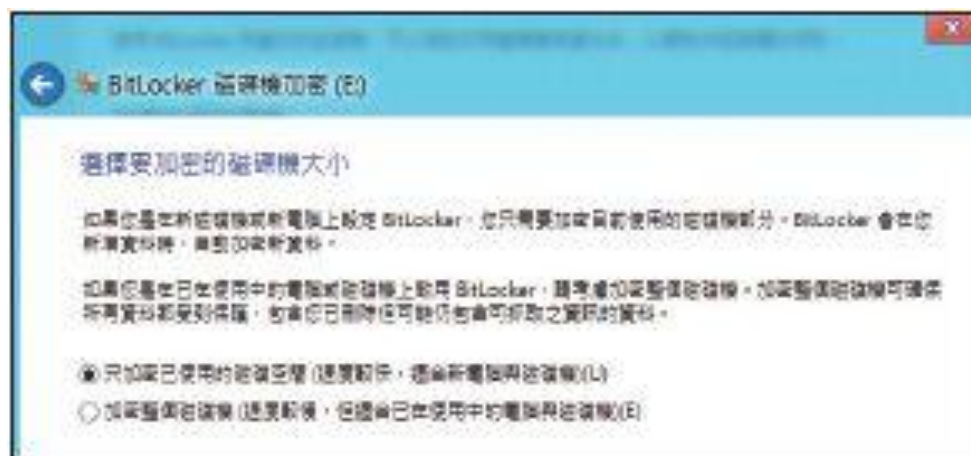 BitLocker 磁碟機加密 (E:)
選擇要加密的磁碟機大小
如果您是在新磁碟機或新電腦上設定 BitLocker，您只需要加密目前使用的磁碟機部分。BitLocker 會在您
新增資料時，自動加密新資料。
如果您是在已在使用中的電腦或磁碟機上啟用 BitLocker，請考慮加密整個磁碟機。加密整個磁碟機可確保
所有資料都受到保護，包含您已刪除但可能仍包含可抓取之資訊的資料。
只加密已使用的磁碟空間 (速度較快，適合新電腦與磁碟機)(U)
加密整個磁碟機 (速度較慢，但適合已在使用中的電腦與磁碟機)(E)